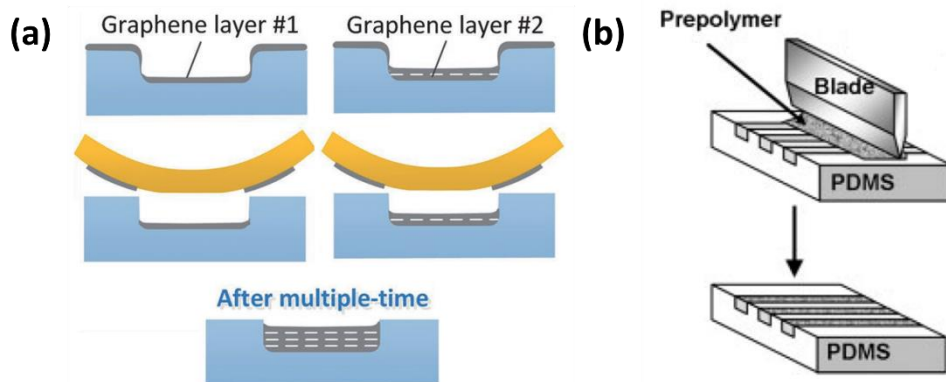 (a)
Graphene layer #1
Graphene layer #2
After multiple-time
(b)
Prepolymer
Blade
PDMS
PDMS